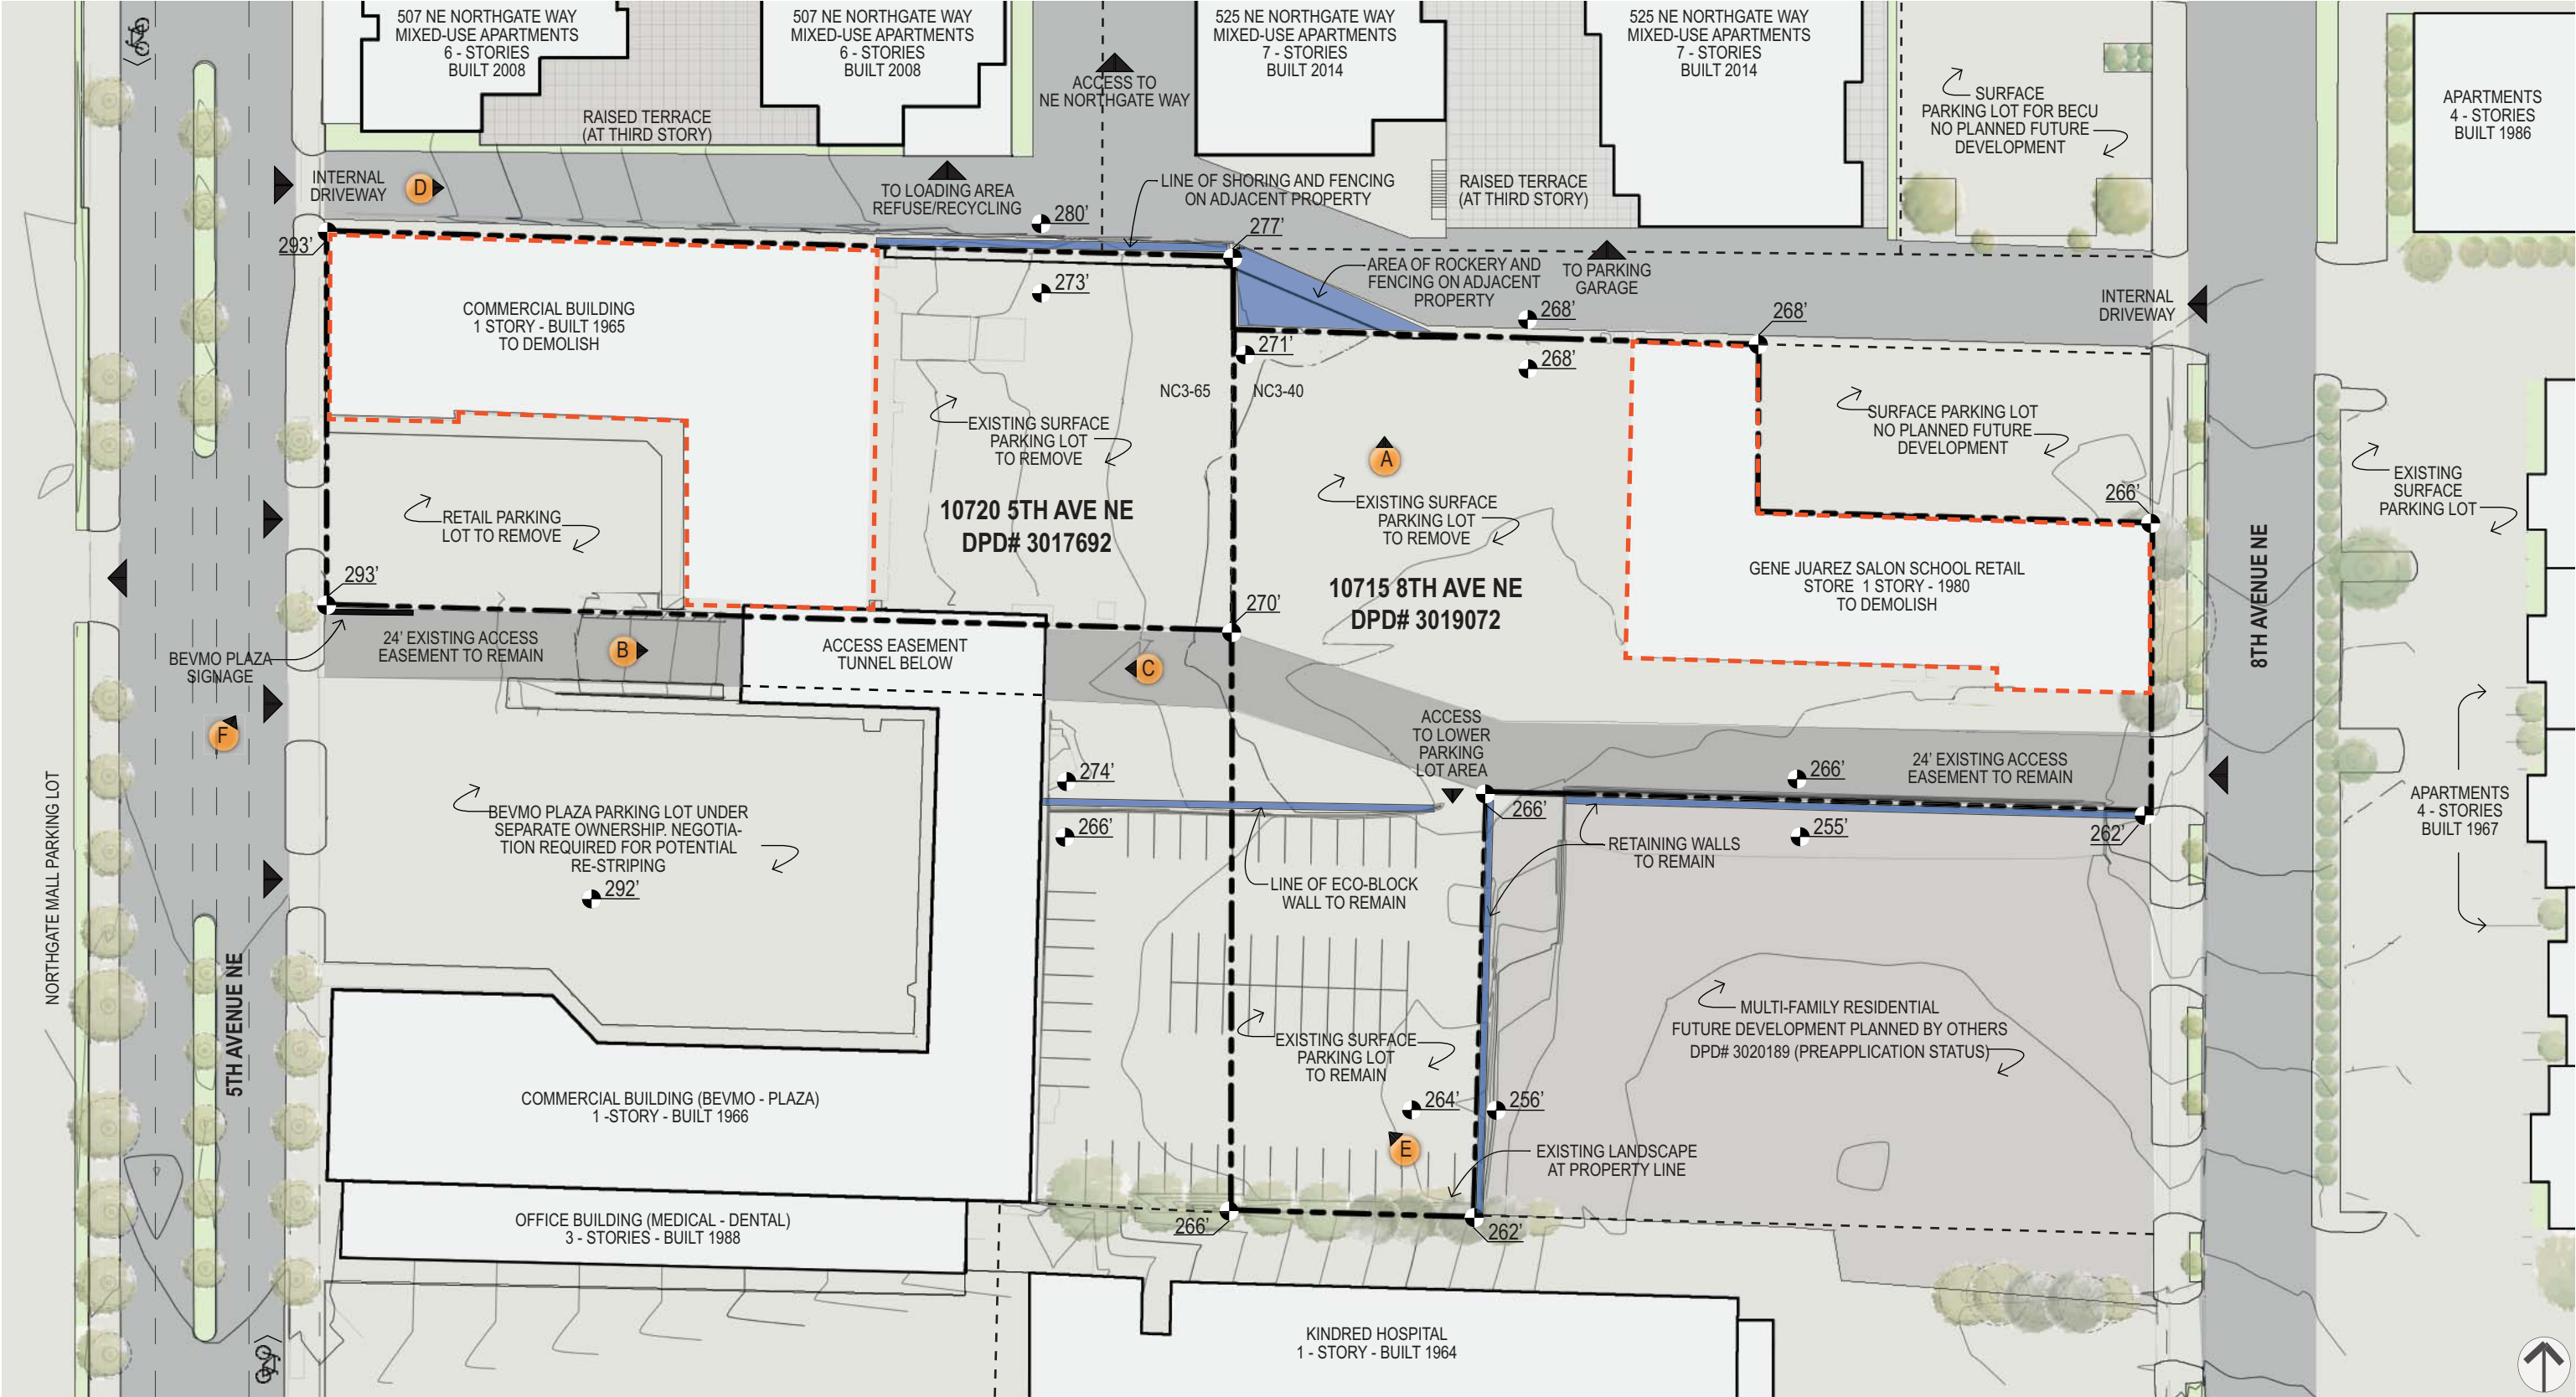 507 NE NORTHGATE WAY
MIXED-USE APARTMENTS
6 - STORIES
BUILT 2008
507 NE NORTHGATE WAY
MIXED-USE APARTMENTS
6 - STORIES
BUILT 2008
525 NE NORTHGATE WAY
MIXED-USE APARTMENTS
7 - STORIES
BUILT 2014
525 NE NORTHGATE WAY
MIXED-USE APARTMENTS
7 - STORIES
BUILT 2014
ACCESS TO
NE NORTHGATE WAY
RAISED TERRACE
(AT THIRD STORY)
SURFACE
PARKING LOT FOR BECU
NO PLANNED FUTURE
DEVELOPMENT
APARTMENTS
4 - STORIES
BUILT 1986
INTERNAL
DRIVEWAY
D
TO LOADING AREA
REFUSE/RECYCLING
LINE OF SHORING AND FENCING
ON ADJACENT PROPERTY
RAISED TERRACE
(AT THIRD STORY)
293'
280'
277'
273'
AREA OF ROCKERY AND
FENCING ON ADJACENT
PROPERTY
TO PARKING
GARAGE
INTERNAL
DRIVEWAY
268'
268'
271'
268'
COMMERCIAL BUILDING
1 STORY - BUILT 1965
TO DEMOLISH
NC3-65
NC3-40
EXISTING SURFACE
PARKING LOT
TO REMOVE
SURFACE PARKING LOT
NO PLANNED FUTURE
DEVELOPMENT
A
EXISTING SURFACE
PARKING LOT
TO REMOVE
266'
EXISTING
SURFACE
PARKING LOT
RETAIL PARKING
LOT TO REMOVE
10720 5TH AVE NE
DPD# 3017692
10715 8TH AVE NE
DPD# 3019072
GENE JUAREZ SALON SCHOOL RETAIL
STORE 1 STORY - 1980
TO DEMOLISH
8TH AVENUE NE
293'
270'
BEVMO PLAZA
SIGNAGE
24' EXISTING ACCESS
EASEMENT TO REMAIN
B
ACCESS EASEMENT
TUNNEL BELOW
C
F
ACCESS
TO LOWER
PARKING
LOT AREA
24' EXISTING ACCESS
EASEMENT TO REMAIN
274'
266'
266'
266'
255'
262'
NORTHGATE MALL PARKING LOT
5TH AVENUE NE
BEVMO PLAZA PARKING LOT UNDER
SEPARATE OWNERSHIP. NEGOTIA-
TION REQUIRED FOR POTENTIAL
RE-STRIPING
292'
LINE OF ECO-BLOCK
WALL TO REMAIN
RETAINING WALLS
TO REMAIN
APARTMENTS
4 - STORIES
BUILT 1967
MULTI-FAMILY RESIDENTIAL
FUTURE DEVELOPMENT PLANNED BY OTHERS
DPD# 3020189 (PREAPPLICATION STATUS)
EXISTING SURFACE
PARKING LOT
TO REMAIN
264'
256'
E
COMMERCIAL BUILDING (BEVMO - PLAZA)
1 -STORY - BUILT 1966
EXISTING LANDSCAPE
AT PROPERTY LINE
OFFICE BUILDING (MEDICAL - DENTAL)
3 - STORIES - BUILT 1988
266'
262'
KINDRED HOSPITAL
1 - STORY - BUILT 1964